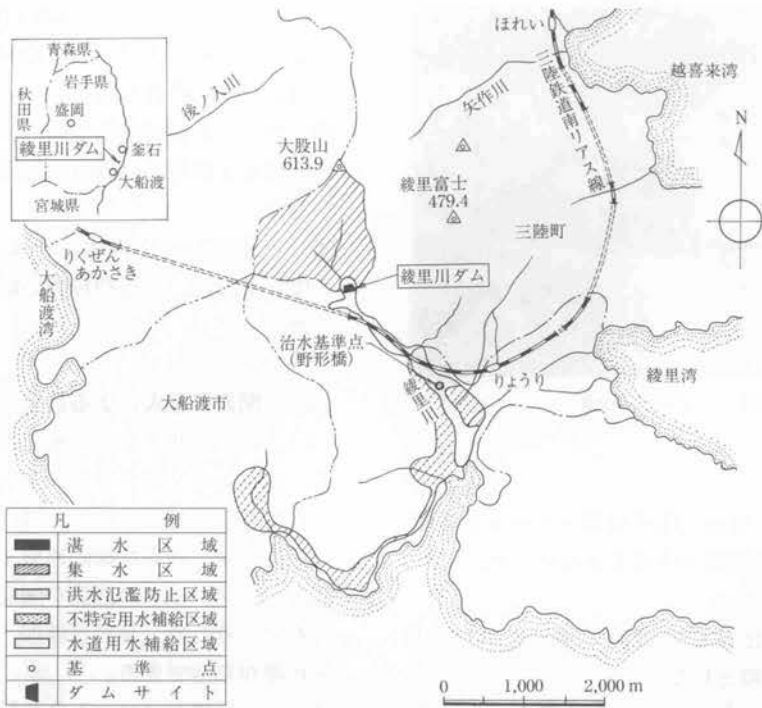 青森県
岩手県
秋田県
盛岡
釜石
綾里川ダム
大船渡
宮城県
後ノ入川
矢作川
ほれい
三陸鉄道南リアス線
越喜来湾
N
大股山
613.9
綾里富士
479.4
三陸町
りくぜん
あかさき
大船渡湾
綾里川ダム
治水基準点
(野形橋)
綾里川
りょうり
綾里湾
大船渡市
凡例
湛水区域
集水区域
洪水氾濫防止区域
不特定用水補給区域
水道用水補給区域
基準点
ダムサイト
0 1,000 2,000 m